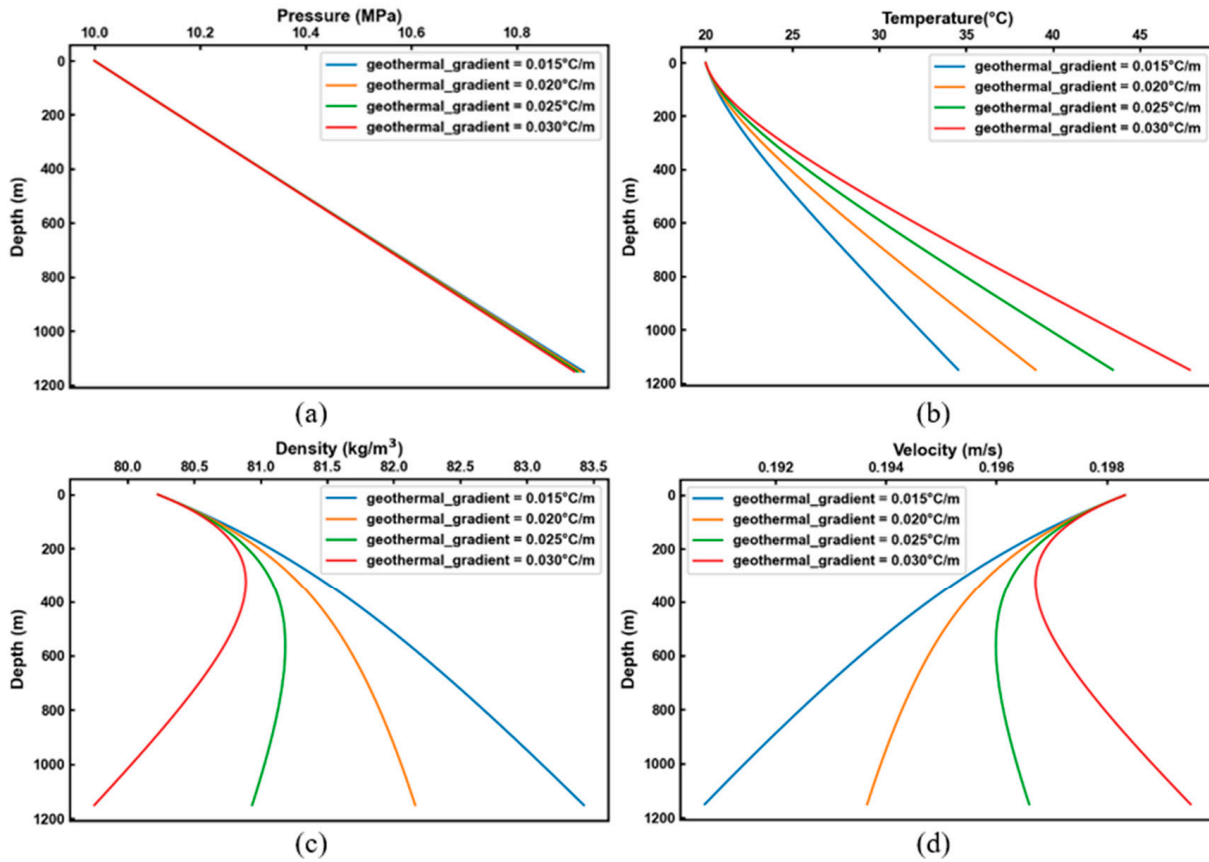 Pressure (MPa)
10.0 10.2 10.4 10.6 10.8
Depth (m)
0
200
400
600
800
1000
1200
geothermal_gradient = 0.015°C/m
geothermal_gradient = 0.020°C/m
geothermal_gradient = 0.025°C/m
geothermal_gradient = 0.030°C/m
(a)
Temperature(°C)
20 25 30 35 40 45
Depth (m)
0
200
400
600
800
1000
1200
geothermal_gradient = 0.015°C/m
geothermal_gradient = 0.020°C/m
geothermal_gradient = 0.025°C/m
geothermal_gradient = 0.030°C/m
(b)
Density (kg/m³)
80.0 80.5 81.0 81.5 82.0 82.5 83.0 83.5
Depth (m)
0
200
400
600
800
1000
1200
geothermal_gradient = 0.015°C/m
geothermal_gradient = 0.020°C/m
geothermal_gradient = 0.025°C/m
geothermal_gradient = 0.030°C/m
(c)
Velocity (m/s)
0.192 0.194 0.196 0.198
Depth (m)
0
200
400
600
800
1000
1200
geothermal_gradient = 0.015°C/m
geothermal_gradient = 0.020°C/m
geothermal_gradient = 0.025°C/m
geothermal_gradient = 0.030°C/m
(d)